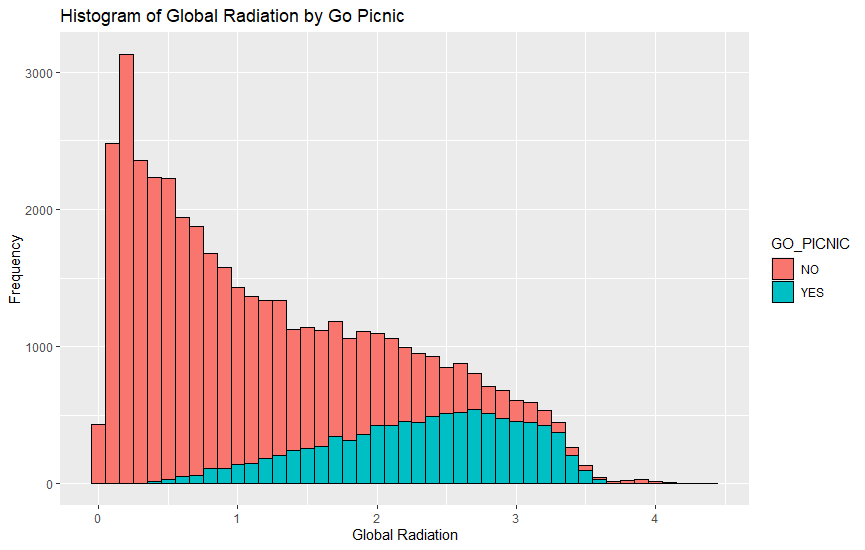 Histogram of Global Radiation by Go Picnic
3000
2000
1000
0
Frequency
0 1 2 3 4
Global Radiation
GO_PICNIC
NO
YES